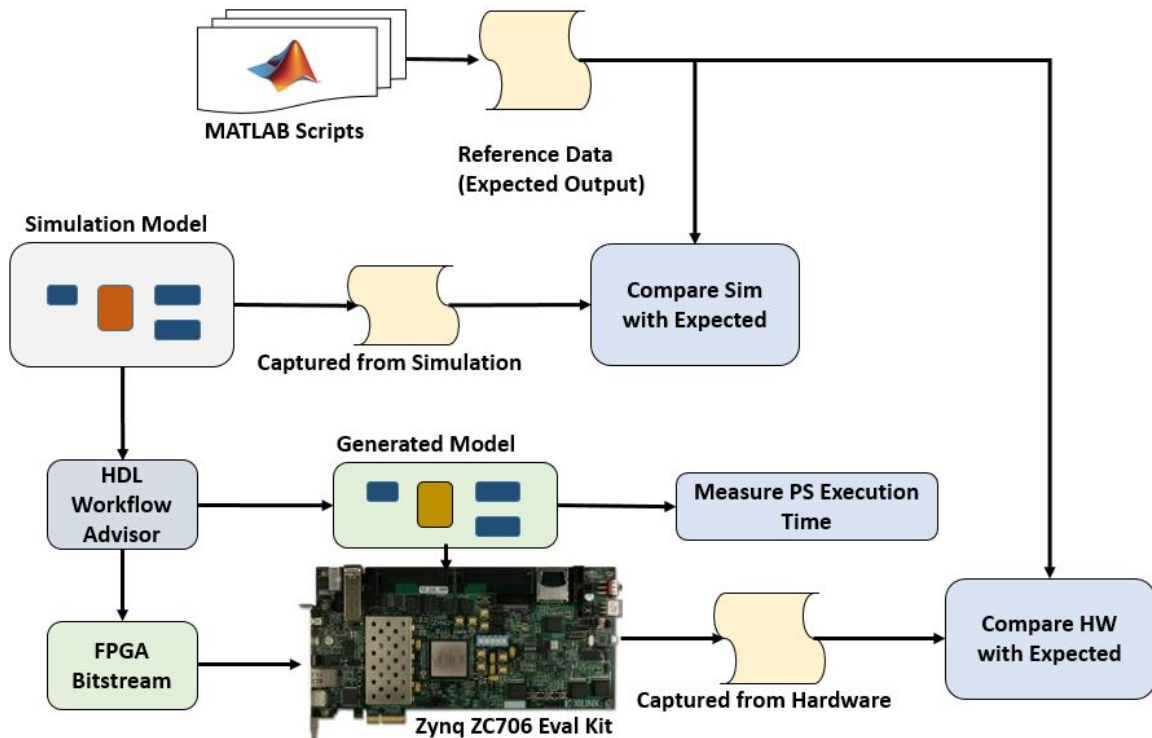 MATLAB Scripts
Reference Data
(Expected Output)
Simulation Model
Compare Sim
with Expected
Captured from Simulation
Generated Model
HDL
Workflow
Advisor
Measure PS Execution
Time
FPGA
Bitstream
Compare HW
with Expected
XILINX
Captured from Hardware
Zynq ZC706 Eval Kit